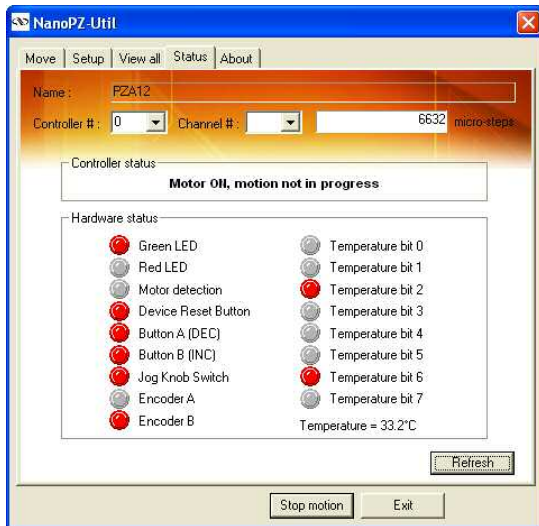 NanoPZ-Util
Move Setup View all Status About
Name : PZA12
Controller # : 0 Channel # : 6632 micro-steps
Controller status
Motor ON, motion not in progress
Hardware status
Green LED Temperature bit 0
Red LED Temperature bit 1
Motor detection Temperature bit 2
Device Reset Button Temperature bit 3
Button A (DEC) Temperature bit 4
Button B (INC) Temperature bit 5
Jog Knob Switch Temperature bit 6
Encoder A Temperature bit 7
Encoder B Temperature = 33.2°C
Refresh
Stop motion Exit